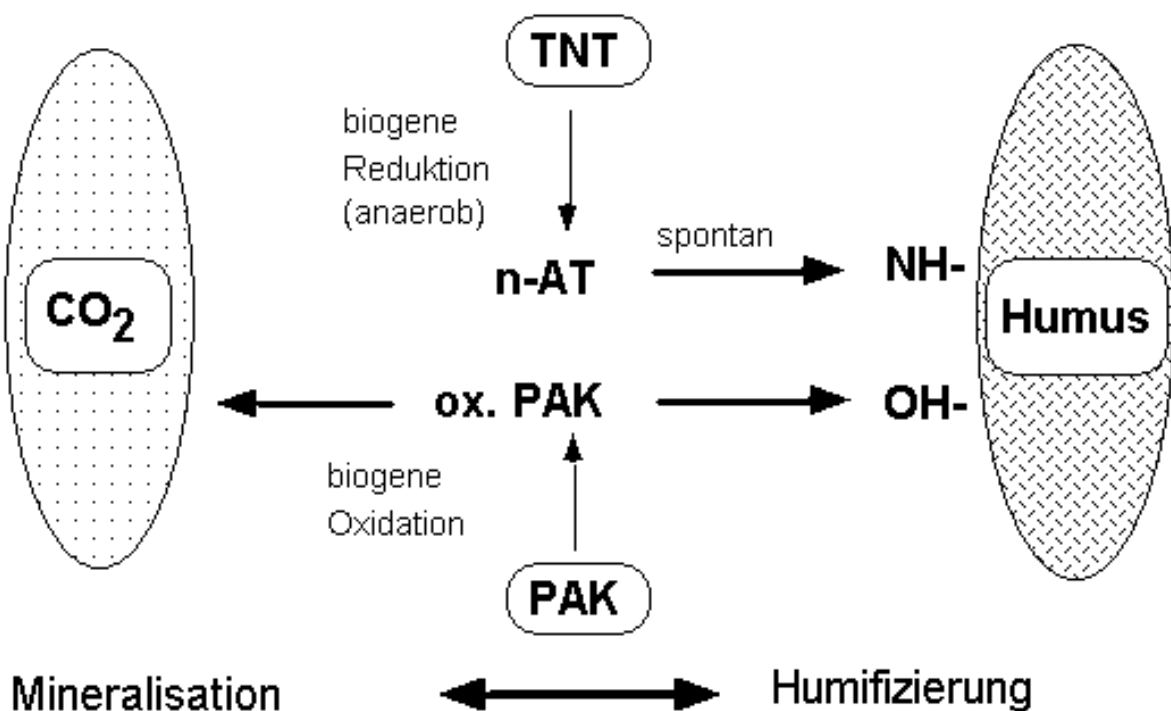 TNT
biogene
Reduktion
(anaerob)
spontan
n-AT
NH-
CO2
Humus
ox. PAK
OH-
biogene
Oxidation
PAK
Mineralisation
Humifizierung